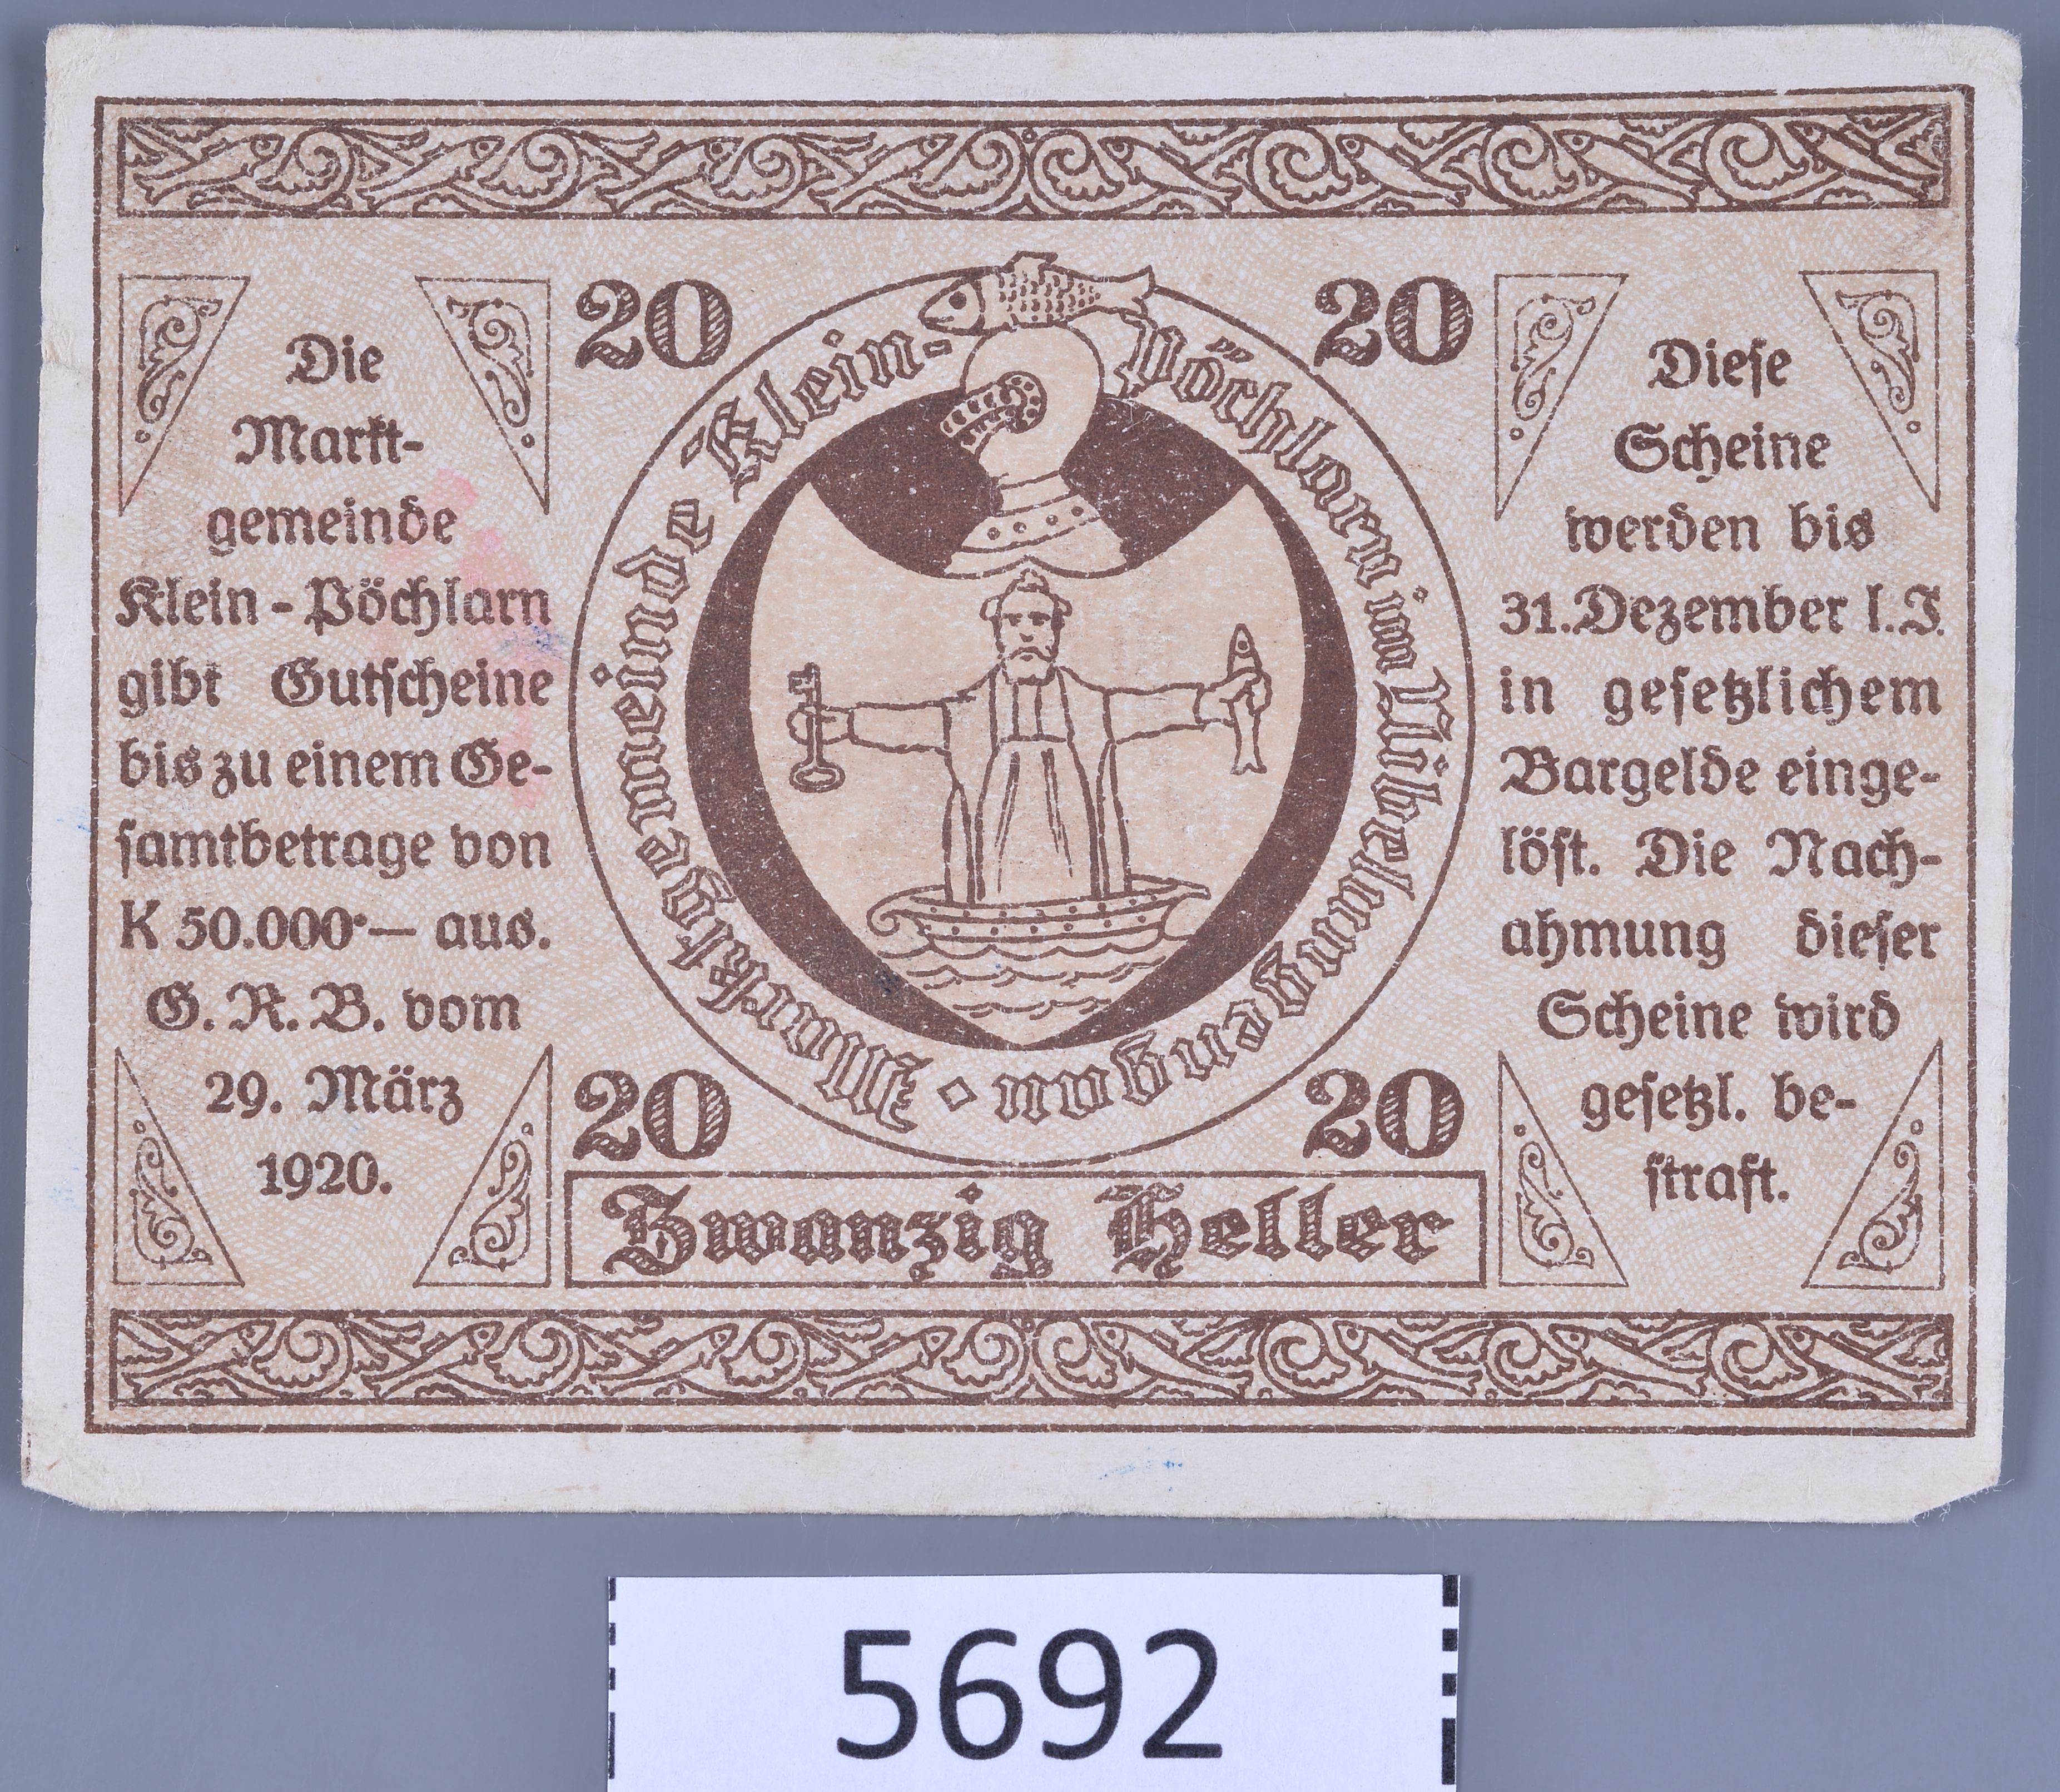 Die
Markt-
gemeinde
Klein-Pöchlarn
gibt Gutscheine
bis zu einem Ge-
samtbetrage von
K 50.000·— aus.
G. R. B. vom
29. März
1920.
20 20
Marktgemeinde Klein-Pöchlarn im Nibelungengau
20 20
Zwanzig Heller
Diese
Scheine
werden bis
31. Dezember l. J.
in gesetzlichem
Bargelde einge-
löst. Die Nach-
ahmung dieser
Scheine wird
gesetzl. be-
straft.
5692